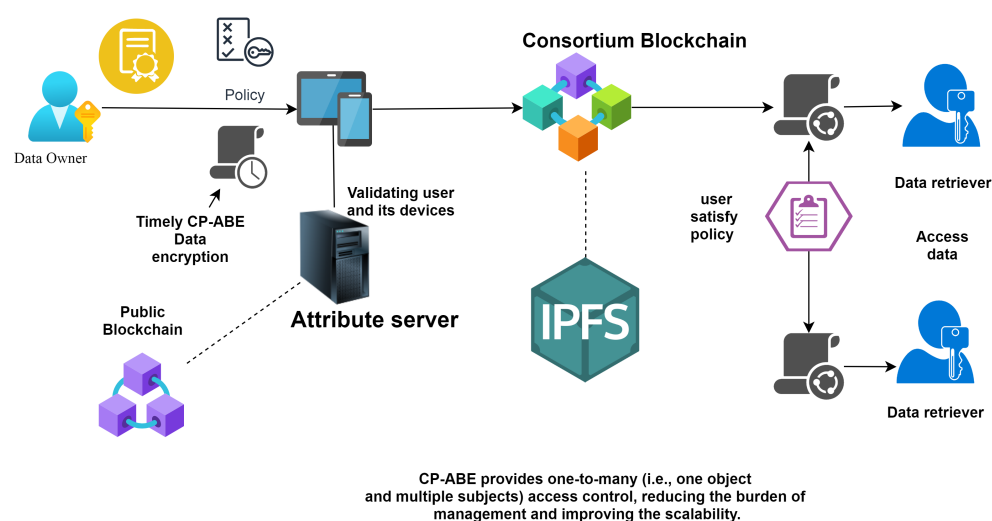 Consortium Blockchain
Policy
Data Owner
Timely CP-ABE
Data
encryption
Validating user
and its devices
user
satisfy
policy
Data retriever
Access
data
Attribute server
Public
Blockchain
IPFS
Data retriever
CP-ABE provides one-to-many (i.e., one object
and multiple subjects) access control, reducing the burden of
management and improving the scalability.